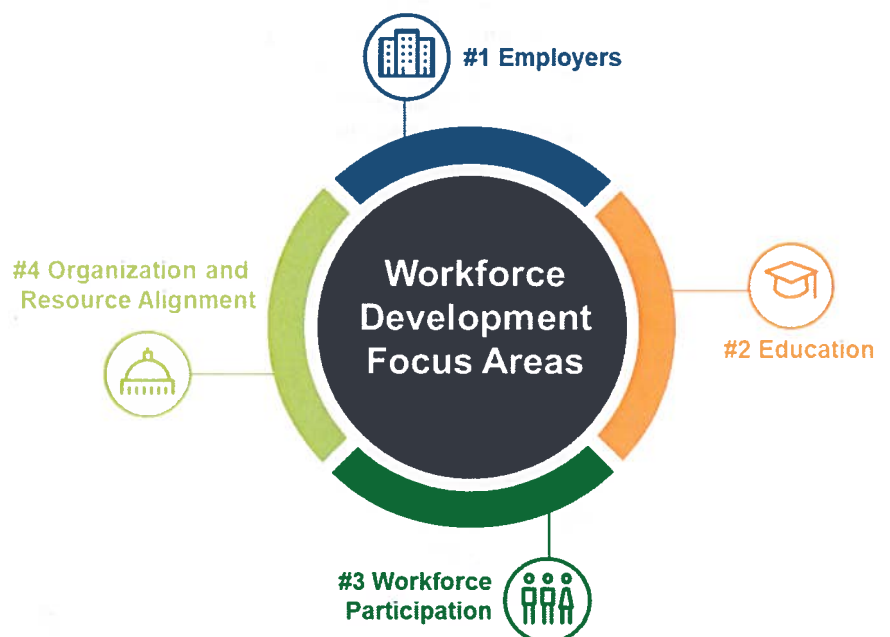 #1 Employers
Workforce
Development
Focus Areas
#2 Education
#3 Workforce
Participation
#4 Organization and
Resource Alignment